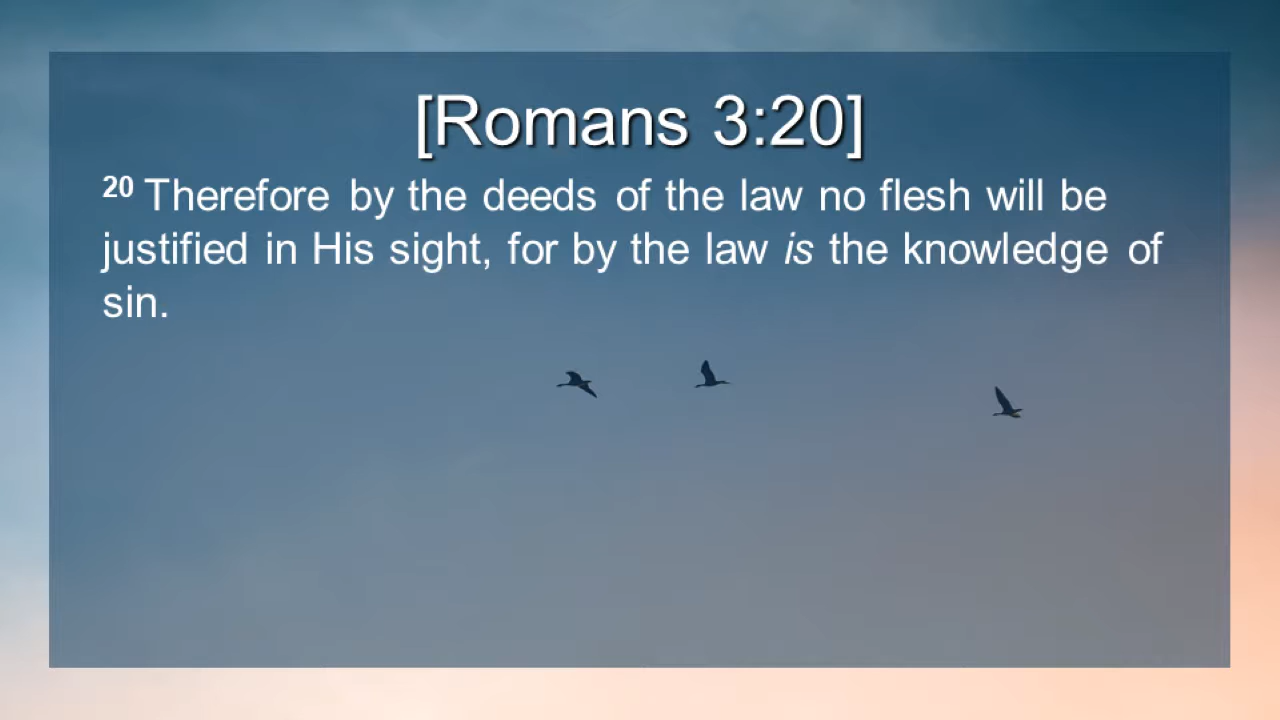 [Romans 3:20]
20 Therefore by the deeds of the law no flesh will be
justified in His sight, for by the law is the knowledge of
sin.